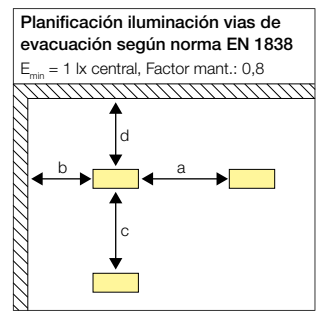 Planificación iluminación vias de
evacuación según norma EN 1838
Emin = 1 lx central, Factor mant.: 0,8
d
b
a
c